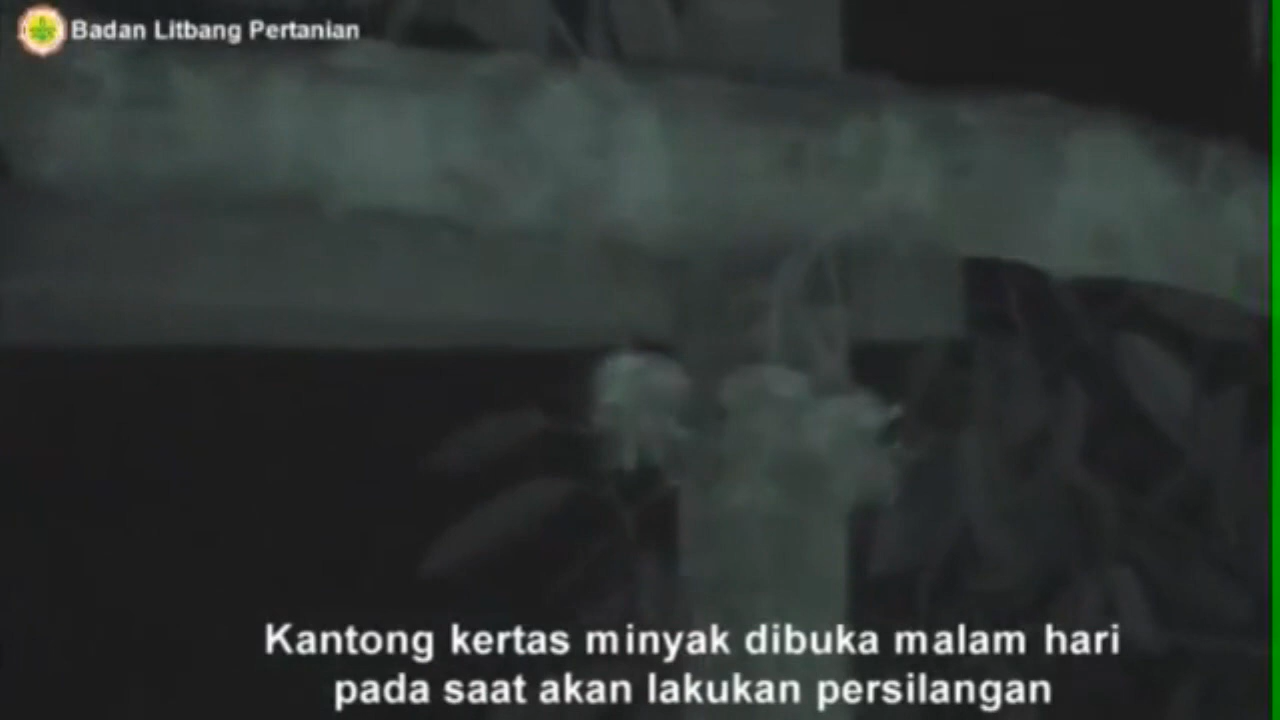 Badan Litbang Pertanian
Kantong kertas minyak dibuka malam hari
pada saat akan lakukan persilangan